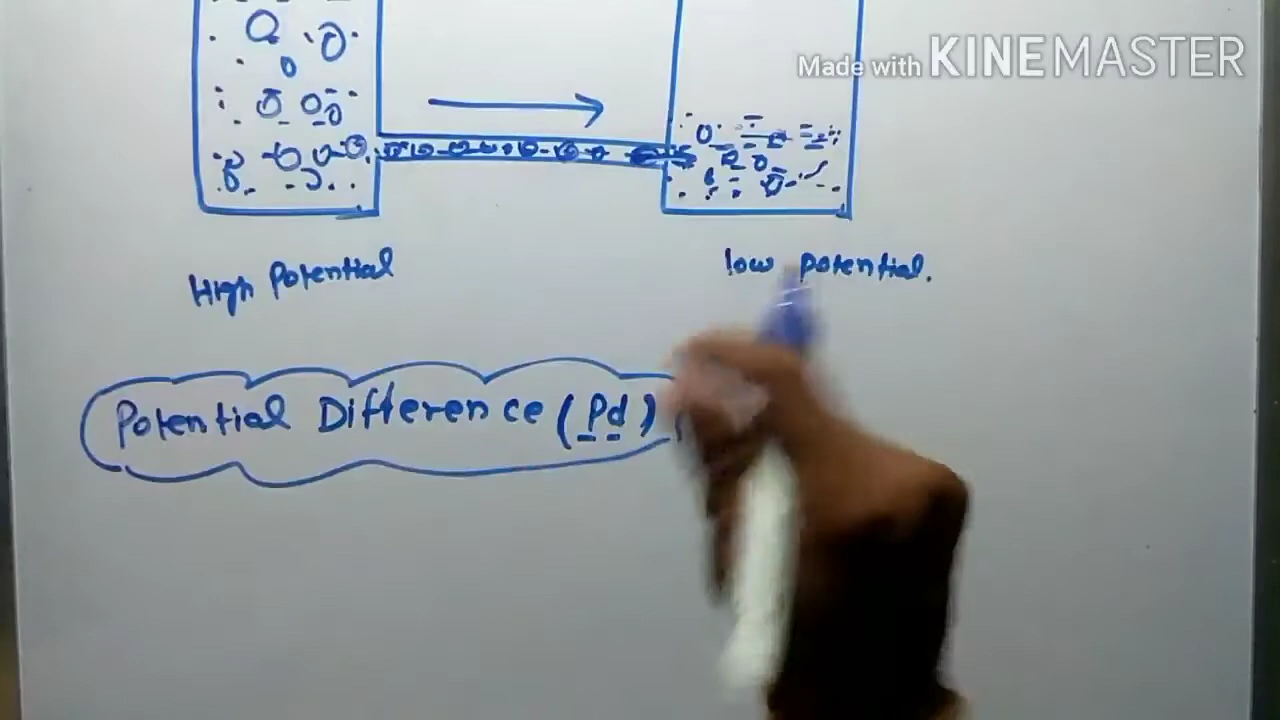 Made with KINEMASTER
High Potential
low potential.
Potential Difference (Pd)